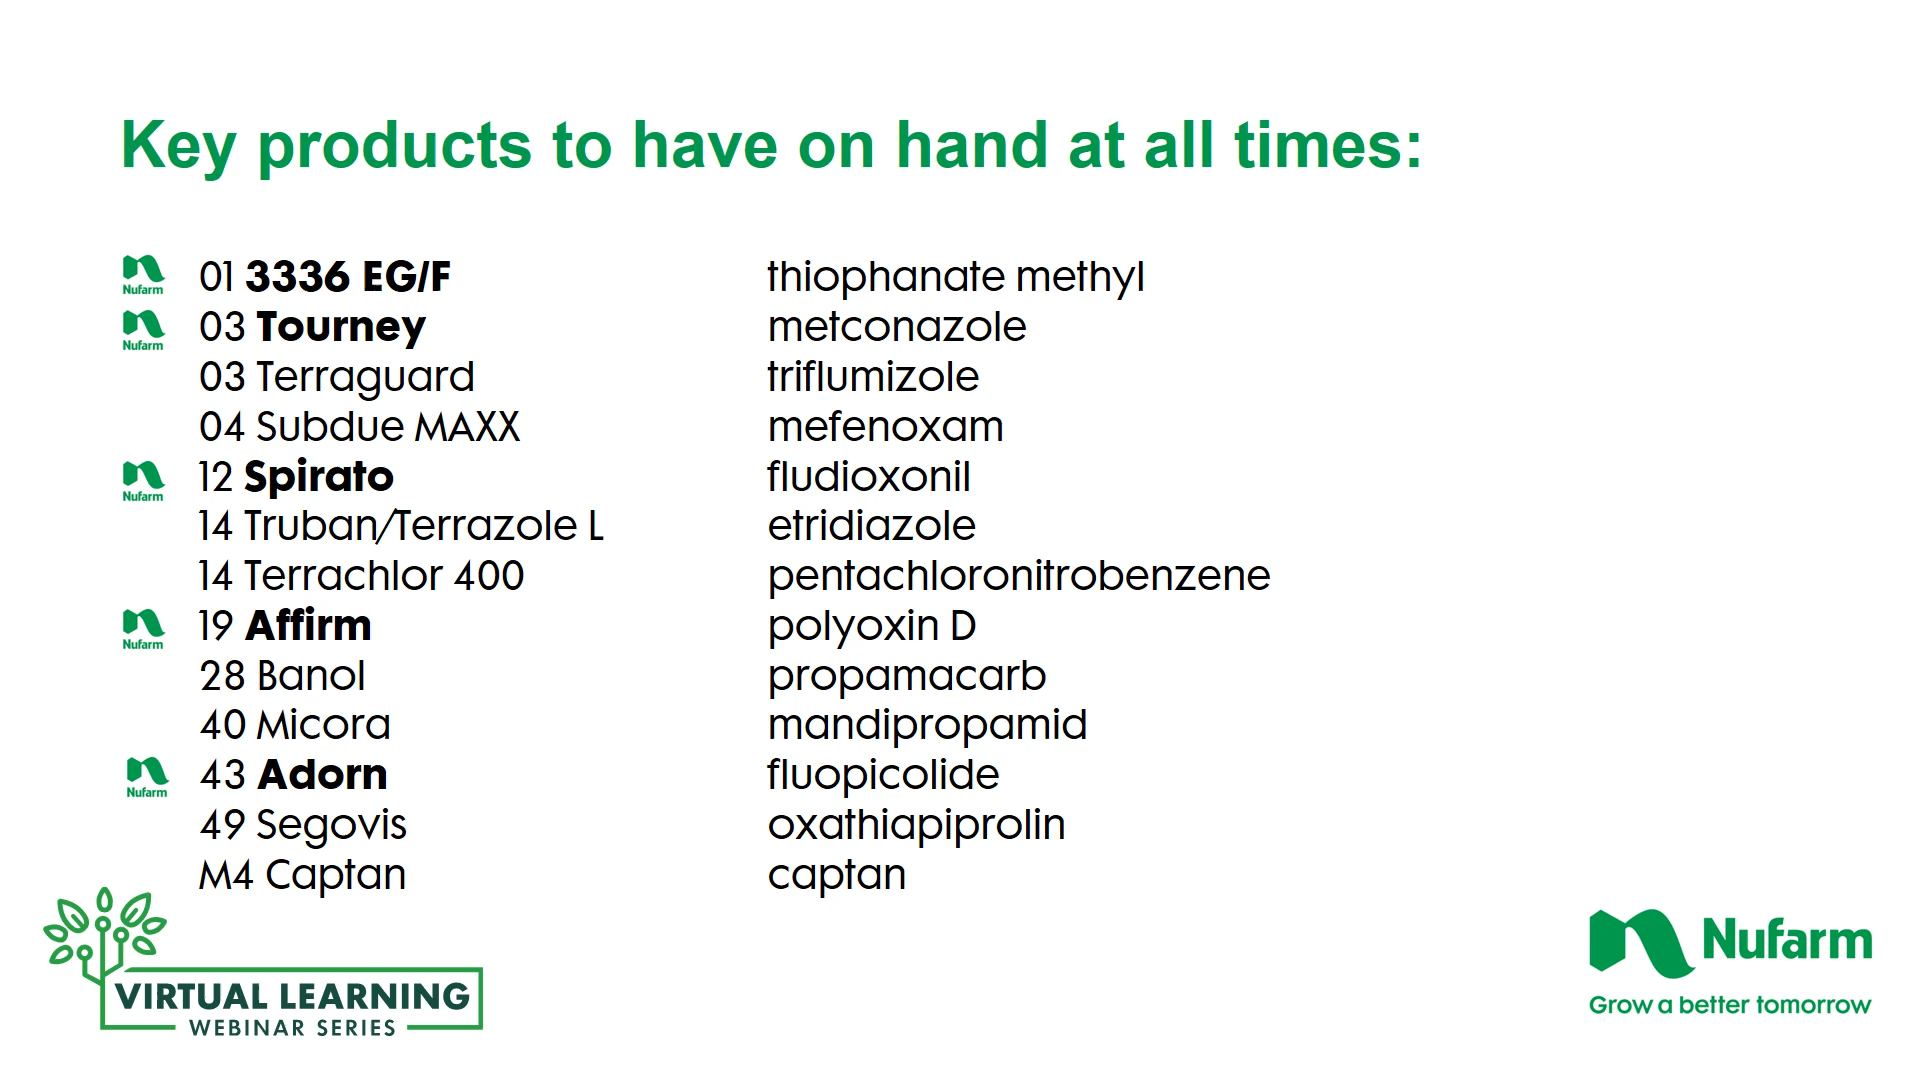 Key products to have on hand at all times:
Nufarm 01 3336 EG/F thiophanate methyl
Nufarm 03 Tourney metconazole
03 Terraguard triflumizole
04 Subdue MAXX mefenoxam
Nufarm 12 Spirato fludioxonil
14 Truban/Terrazole L etridiazole
14 Terrachlor 400 pentachloronitrobenzene
Nufarm 19 Affirm polyoxin D
28 Banol propamacarb
40 Micora mandipropamid
Nufarm 43 Adorn fluopicolide
49 Segovis oxathiapiprolin
M4 Captan captan
VIRTUAL LEARNING
WEBINAR SERIES
Nufarm
Grow a better tomorrow